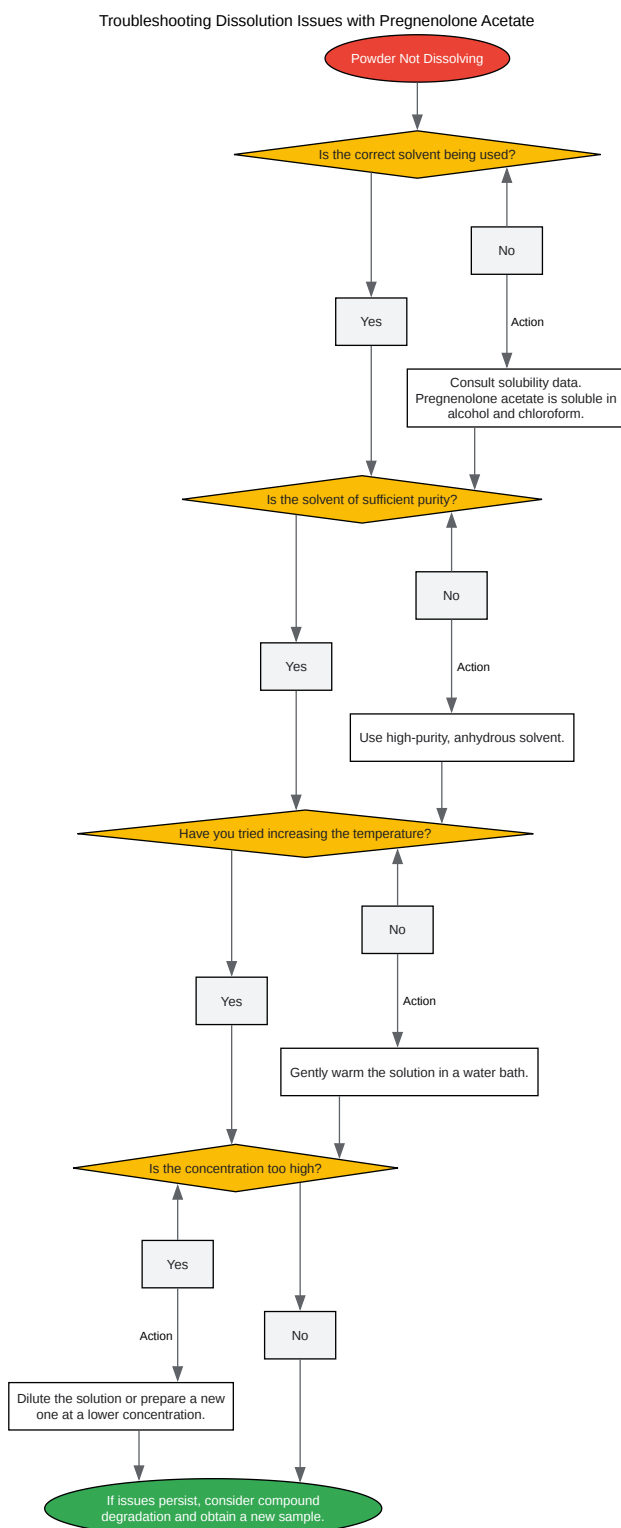 Troubleshooting Dissolution Issues with Pregnenolone Acetate
Powder Not Dissolving
Is the correct solvent being used?
No
Yes
Action
Consult solubility data.
Pregnenolone acetate is soluble in
alcohol and chloroform.
Is the solvent of sufficient purity?
No
Yes
Action
Use high-purity, anhydrous solvent.
Have you tried increasing the temperature?
No
Yes
Action
Gently warm the solution in a water bath.
Is the concentration too high?
Yes
No
Action
Dilute the solution or prepare a new
one at a lower concentration.
If issues persist, consider compound
degradation and obtain a new sample.